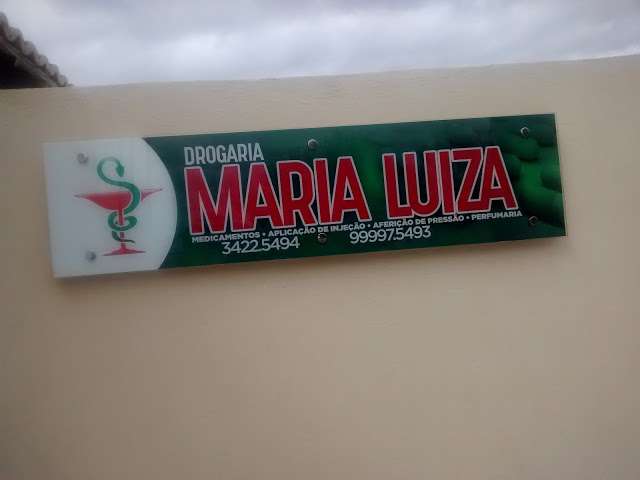 DROGARIA
MARIA LUIZA
MEDICAMENTOS • APLICAÇÃO DE INJEÇÃO • AFERIÇÃO DE PRESSÃO • PERFUMARIA
3422.5494 99997.5493